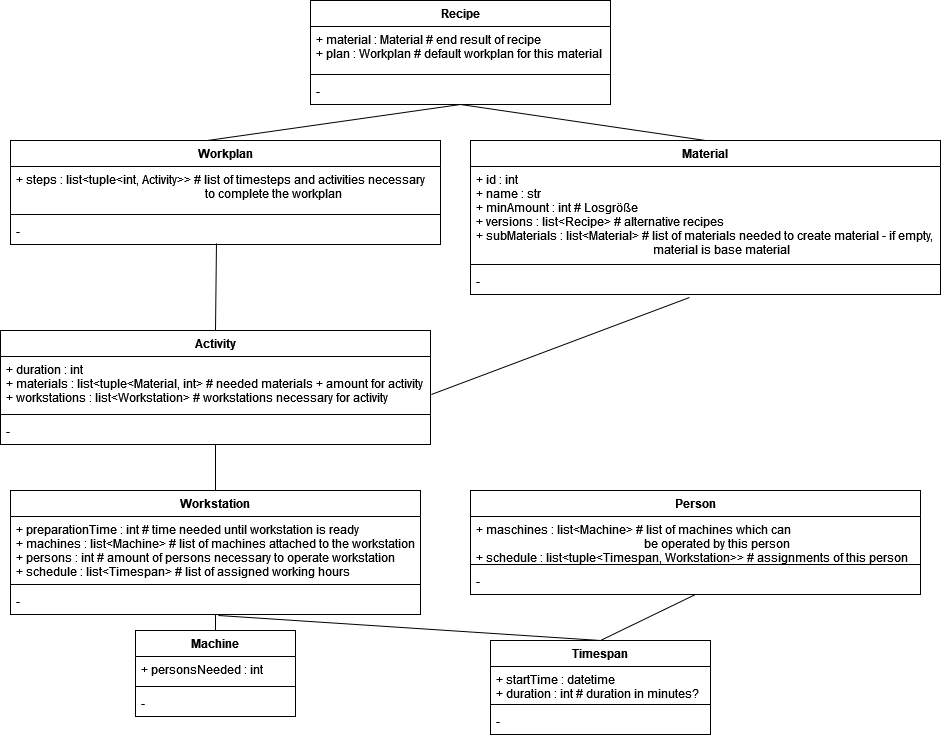 Recipe
+ material : Material # end result of recipe
+ plan : Workplan # default workplan for this material
-
Workplan
+ steps : list<tuple<int, Activity>> # list of timesteps and activities necessary
to complete the workplan
-
Material
+ id : int
+ name : str
+ minAmount : int # Losgröße
+ versions : list<Recipe> # alternative recipes
+ subMaterials : list<Material> # list of materials needed to create material - if empty,
material is base material
-
Activity
+ duration : int
+ materials : list<tuple<Material, int> # needed materials + amount for activity
+ workstations : list<Workstation> # workstations necessary for activity
-
Workstation
+ preparationTime : int # time needed until workstation is ready
+ machines : list<Machine> # list of machines attached to the workstation
+ persons : int # amount of persons necessary to operate workstation
+ schedule : list<Timespan> # list of assigned working hours
-
Person
+ maschines : list<Machine> # list of machines which can
be operated by this person
+ schedule : list<tuple<Timespan, Workstation>> # assignments of this person
-
Machine
+ personsNeeded : int
-
Timespan
+ startTime : datetime
+ duration : int # duration in minutes?
-